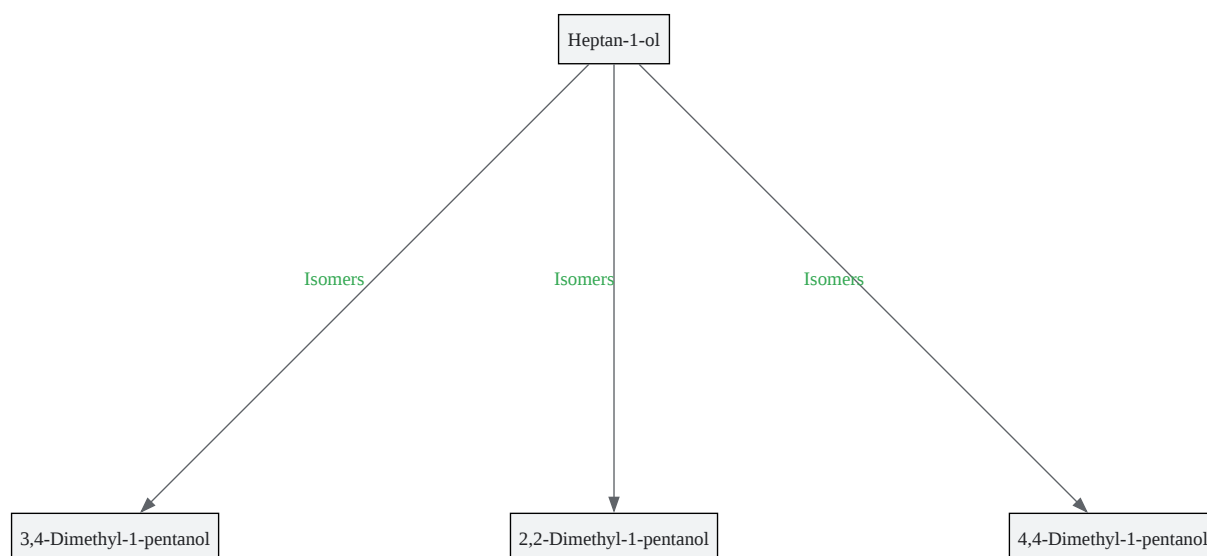 Heptan-1-ol
Isomers
Isomers
Isomers
3,4-Dimethyl-1-pentanol
2,2-Dimethyl-1-pentanol
4,4-Dimethyl-1-pentanol